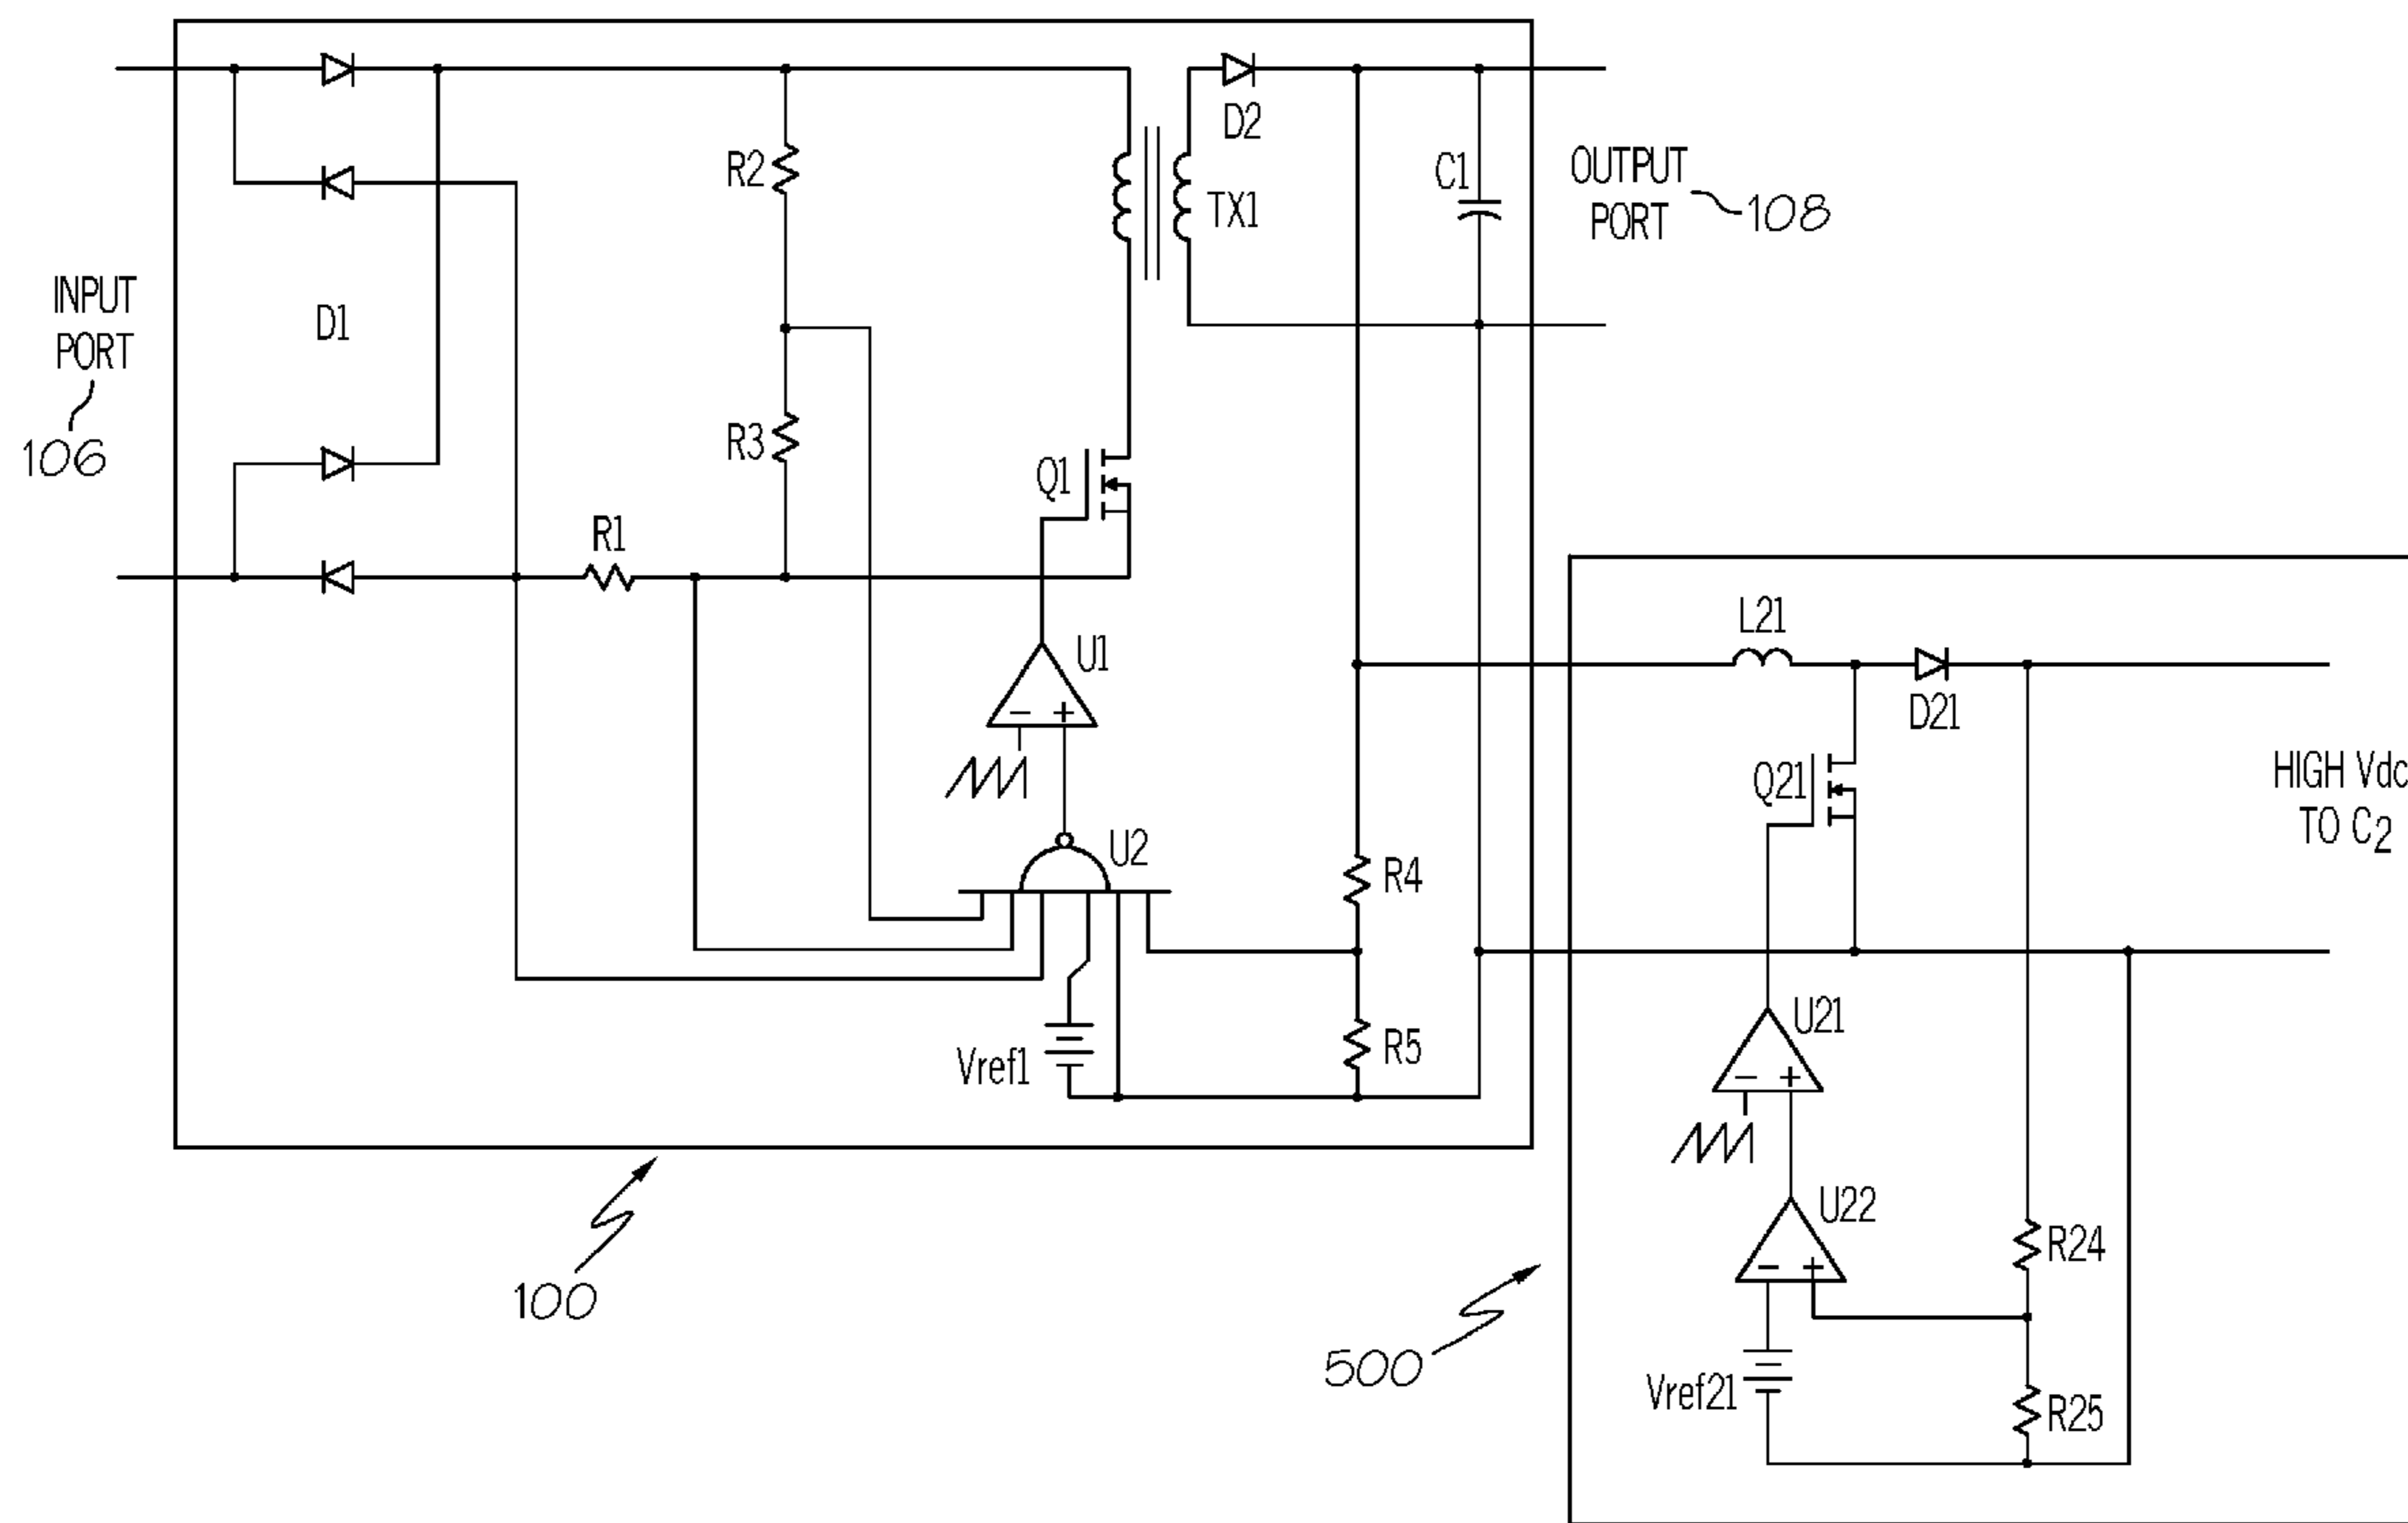 INPUT
PORT
106
D1
R1
R2
R3
Q1
TX1
D2
C1
OUTPUT
PORT
108
U1
- +
U2
Vref1
R4
R5
100
L21
D21
Q21
HIGH Vdc
TO C2
U21
- +
U22
- +
Vref21
R24
R25
500